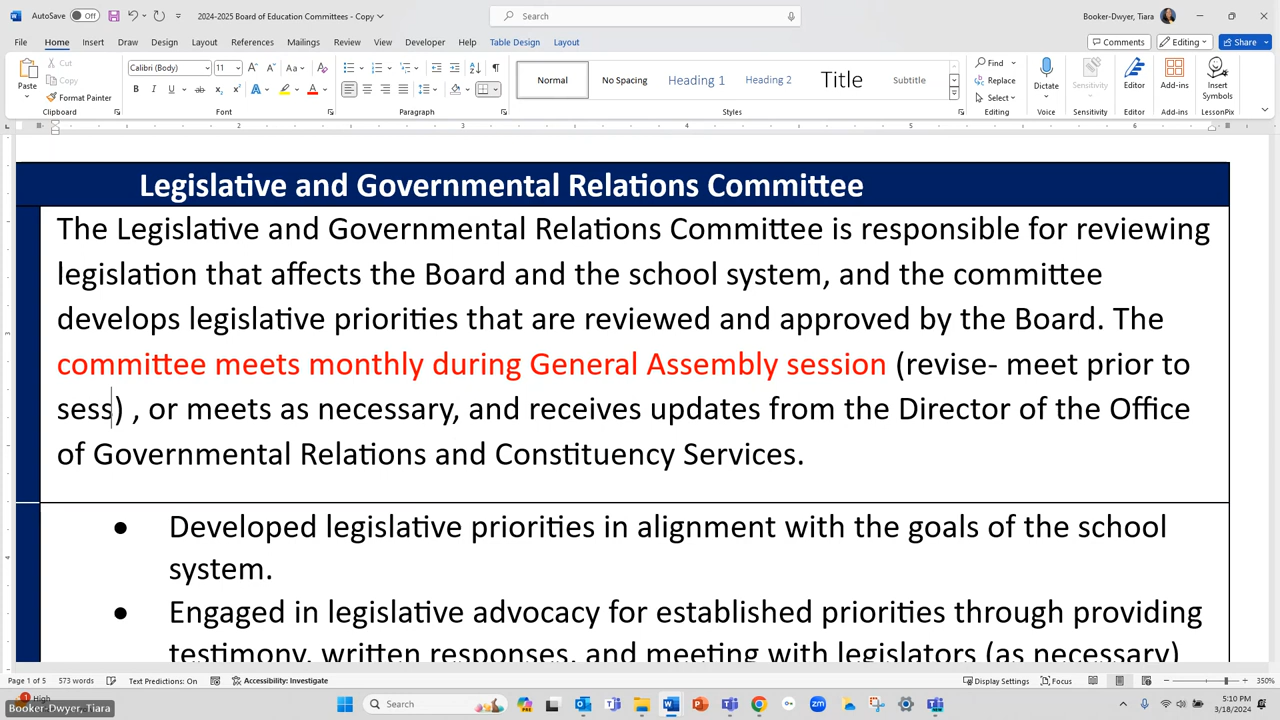 AutoSave Off
2024-2025 Board of Education Committees - Copy
Search
Booker-Dwyer, Tiara
File Home Insert Draw Design Layout References Mailings Review View Developer Help Table Design Layout
Comments Editing Share
Paste Cut Copy Format Painter
Clipboard
Calibri (Body) 11
Font
Paragraph
Normal No Spacing Heading 1 Heading 2 Title Subtitle
Styles
Find Replace Select
Editing
Dictate Sensitivity Editor Add-ins Insert Symbols
Voice Sensitivity Editor Add-ins LessonPix
2 3 4 5 6
Legislative and Governmental Relations Committee
The Legislative and Governmental Relations Committee is responsible for reviewing
legislation that affects the Board and the school system, and the committee
develops legislative priorities that are reviewed and approved by the Board. The
committee meets monthly during General Assembly session (revise- meet prior to
sess) , or meets as necessary, and receives updates from the Director of the Office
of Governmental Relations and Constituency Services.
● Developed legislative priorities in alignment with the goals of the school
system.
● Engaged in legislative advocacy for established priorities through providing
testimony, written responses, and meeting with legislators (as necessary)
Page 1 of 5 573 words Text Predictions: On Accessibility: Investigate
Display Settings Focus 350%
High
Booker-Dwyer, Tiara
Search
5:10 PM
3/18/2024